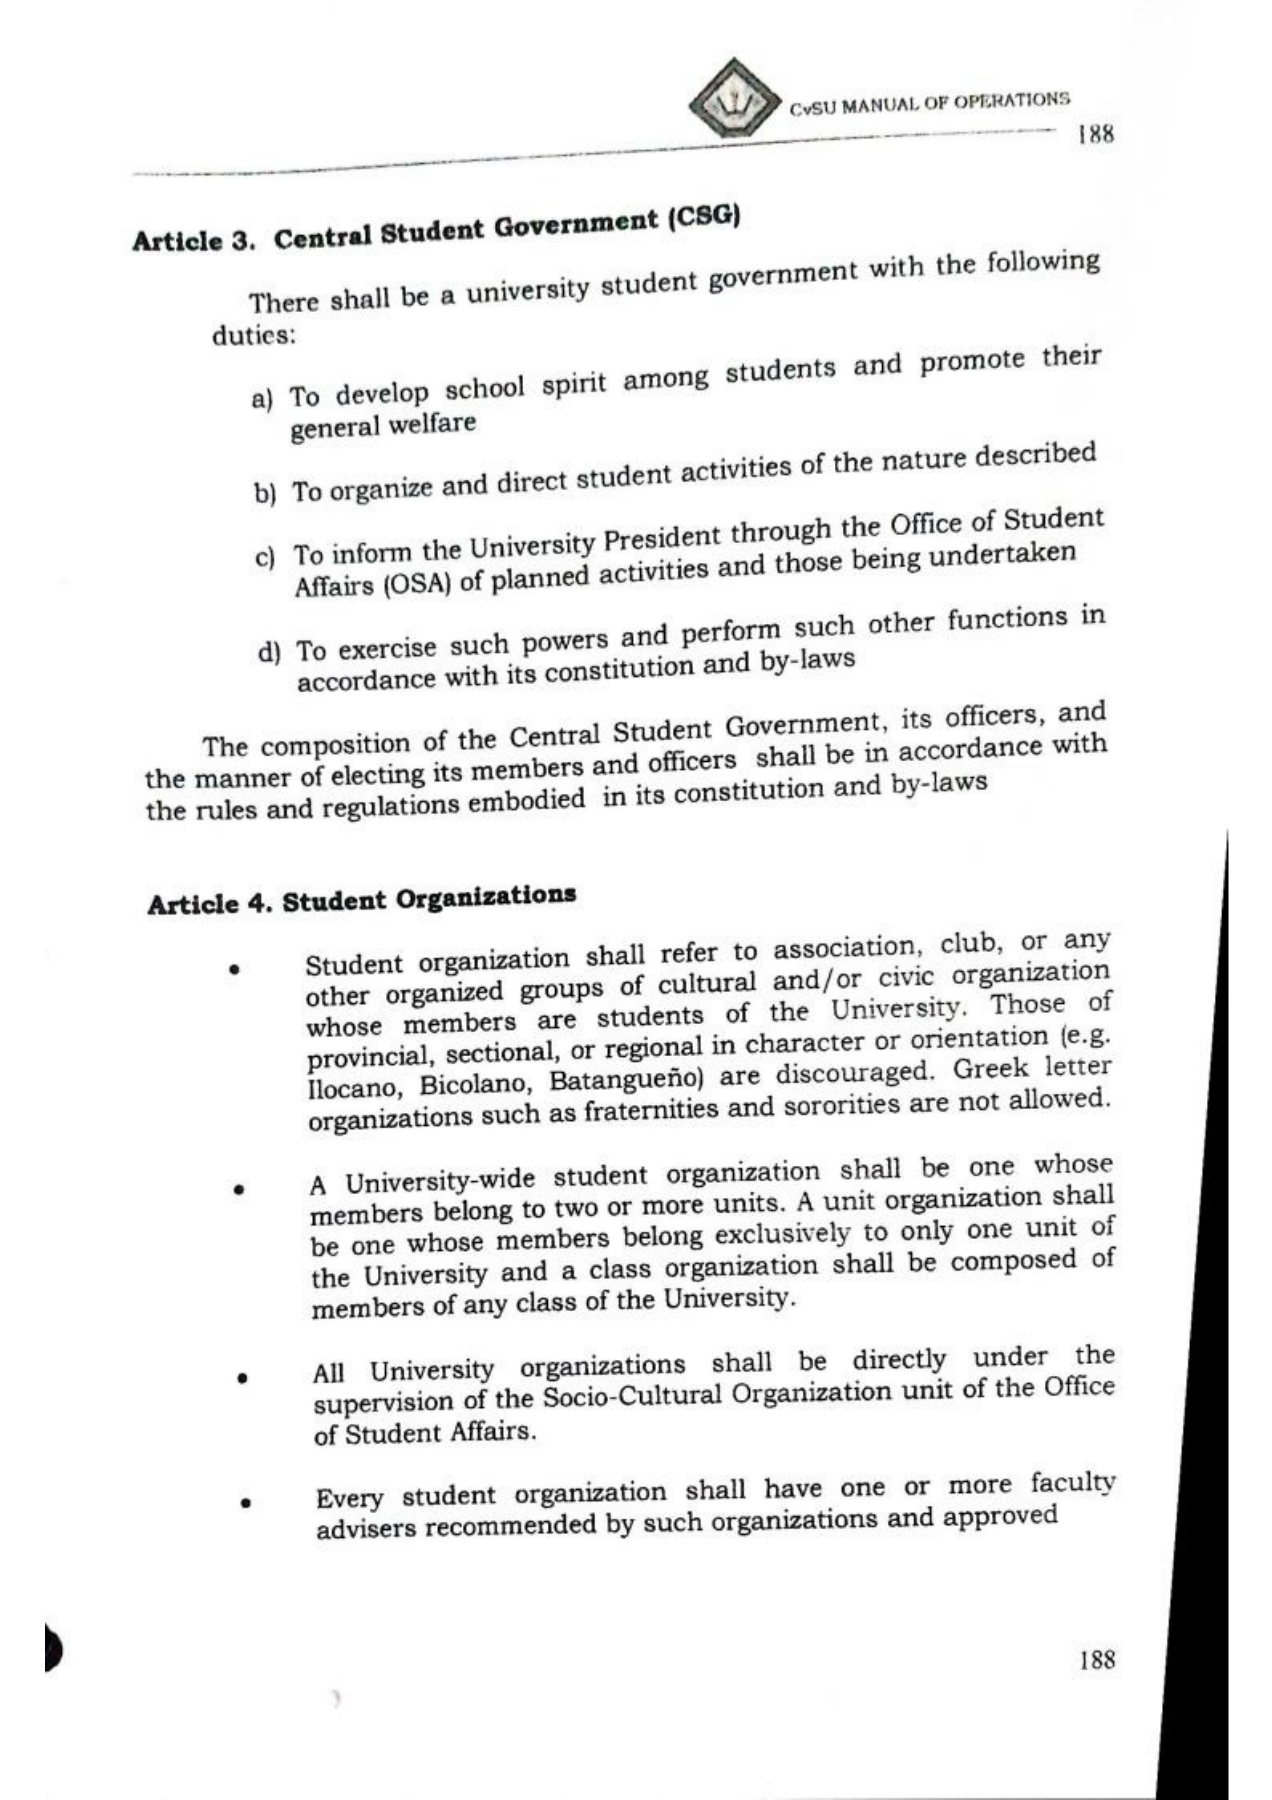 CvSU MANUAL OF OPERATIONS
188
Article 3. Central Student Government (CSG)
There shall be a university student government with the following
duties:
a) To develop school spirit among students and promote their
general welfare
b) To organize and direct student activities of the nature described
c) To inform the University President through the Office of Student
Affairs (OSA) of planned activities and those being undertaken
d) To exercise such powers and perform such other functions in
accordance with its constitution and by-laws
The composition of the Central Student Government, its officers, and
the manner of electing its members and officers shall be in accordance with
the rules and regulations embodied in its constitution and by-laws
Article 4. Student Organizations
• Student organization shall refer to association, club, or any
other organized groups of cultural and/or civic organization
whose members are students of the University. Those of
provincial, sectional, or regional in character or orientation (e.g.
Ilocano, Bicolano, Batangueño) are discouraged. Greek letter
organizations such as fraternities and sororities are not allowed.
• A University-wide student organization shall be one whose
members belong to two or more units. A unit organization shall
be one whose members belong exclusively to only one unit of
the University and a class organization shall be composed of
members of any class of the University.
• All University organizations shall be directly under the
supervision of the Socio-Cultural Organization unit of the Office
of Student Affairs.
• Every student organization shall have one or more faculty
advisers recommended by such organizations and approved
188